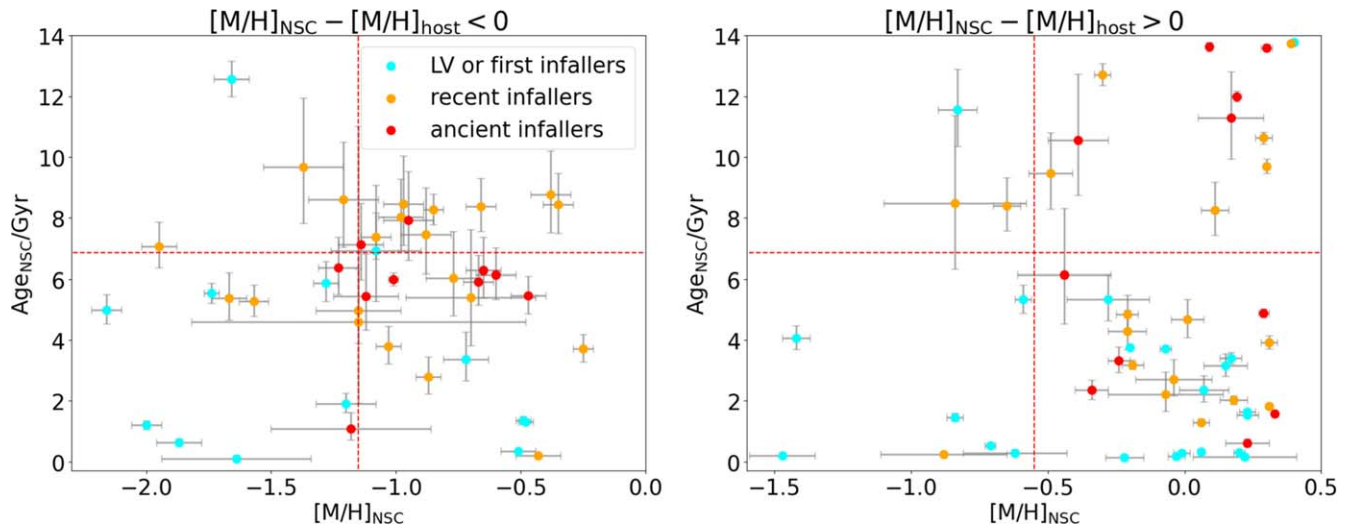 [M/H]NSC − [M/H]host < 0
14
12
10
8
6
4
2
0
AgeNSC/Gyr
LV or first infallers
recent infallers
ancient infallers
−2.0 −1.5 −1.0 −0.5 0.0
[M/H]NSC
[M/H]NSC − [M/H]host > 0
14
12
10
8
6
4
2
0
AgeNSC/Gyr
−1.5 −1.0 −0.5 0.0 0.5
[M/H]NSC